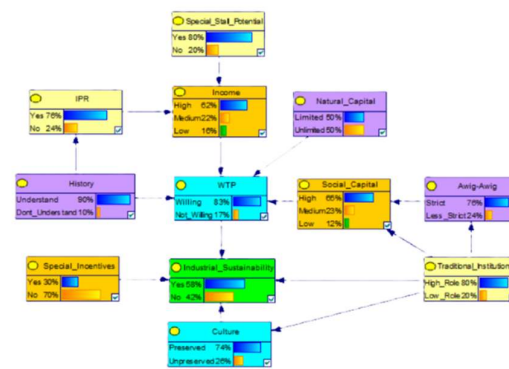 Special_Stall_Potential
Yes 80%
No 20%
IPR
Yes 76%
No 24%
Income
High 62%
Medium 22%
Low 16%
Natural_Capital
Limited 50%
Unlimited 50%
History
Understand 90%
Dont_Understand 10%
WTP
Willing 83%
Not_Willing 17%
Social_Capital
High 66%
Medium 23%
Low 12%
Awig-Awig
Strict 76%
Less_Strict 24%
Special_Incentives
Yes 30%
No 70%
Industrial_Sustainability
Yes 58%
No 42%
Traditional_Institution
High_Role 80%
Low_Role 20%
Culture
Preserved 74%
Unpreserved 26%